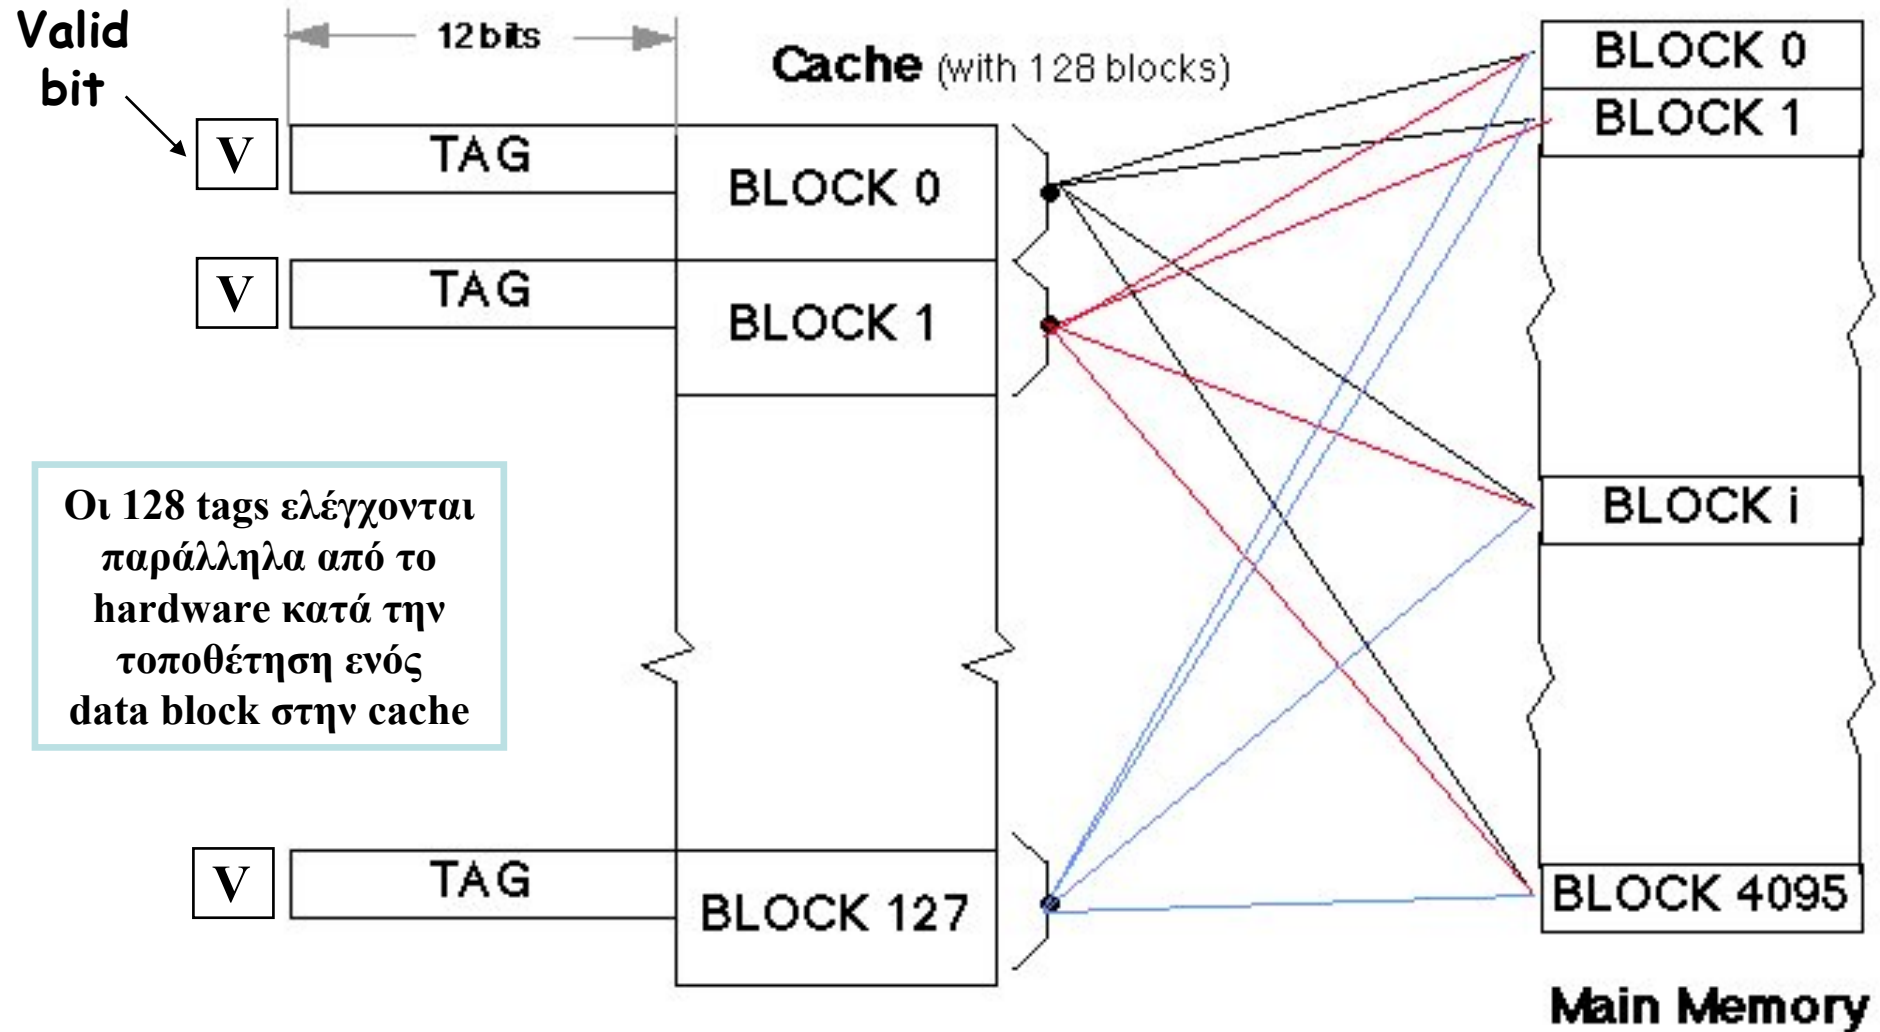 Valid
bit
12 bits
Cache (with 128 blocks)
V
TAG
BLOCK 0
V
TAG
BLOCK 1
Οι 128 tags ελέγχονται
παράλληλα από το
hardware κατά την
τοποθέτηση ενός
data block στην cache
V
TAG
BLOCK 127
BLOCK 0
BLOCK 1
BLOCK i
BLOCK 4095
Main Memory